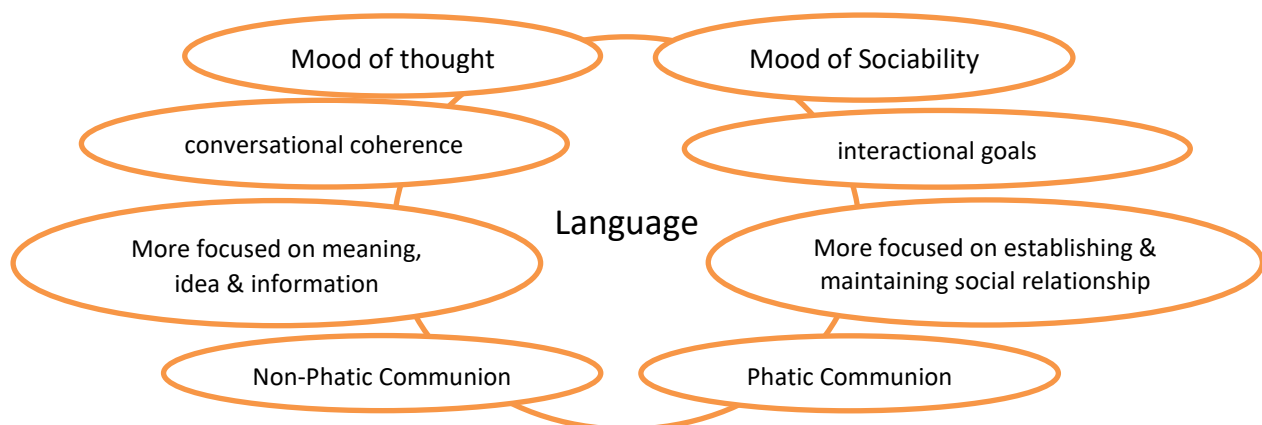 Mood of thought
Mood of Sociability
conversational coherence
interactional goals
Language
More focused on meaning,
idea & information
More focused on establishing &
maintaining social relationship
Non-Phatic Communion
Phatic Communion